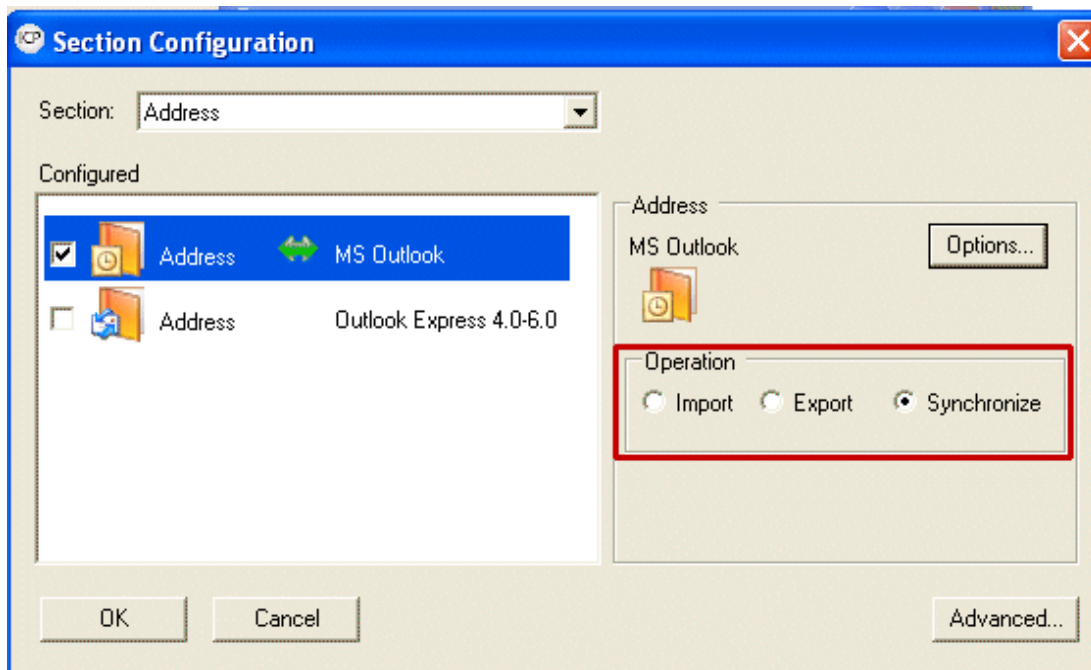 Section Configuration
Section: Address
Configured
Address MS Outlook
Address Outlook Express 4.0-6.0
Address
MS Outlook
Options...
Operation
Import Export Synchronize
OK Cancel Advanced...